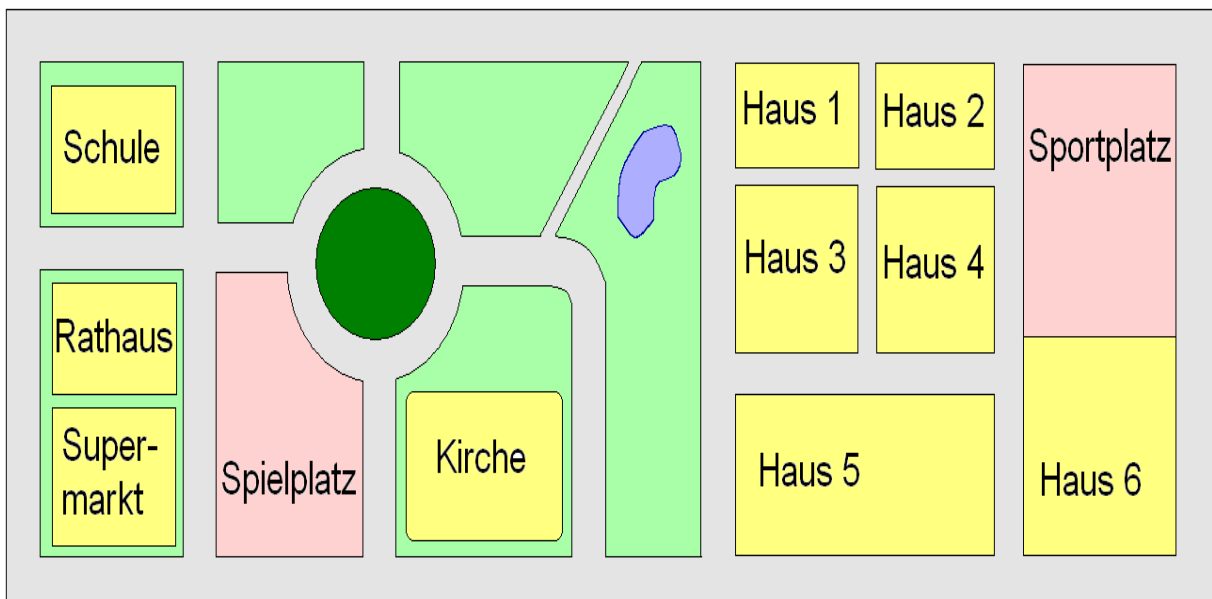 Schule
Rathaus
Super-
markt
Spielplatz
Kirche
Haus 1
Haus 2
Haus 3
Haus 4
Haus 5
Sportplatz
Haus 6